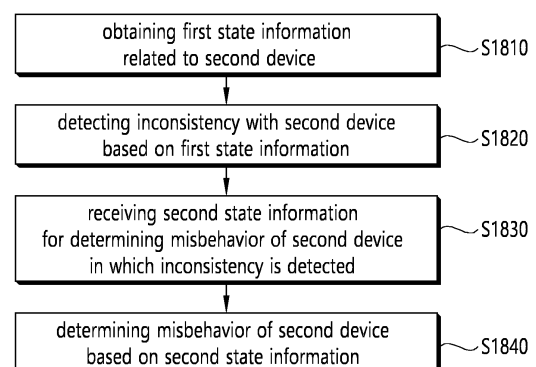 obtaining first state information
related to second device
S1810
detecting inconsistency with second device
based on first state information
S1820
receiving second state information
for determining misbehavior of second device
in which inconsistency is detected
S1830
determining misbehavior of second device
based on second state information
S1840